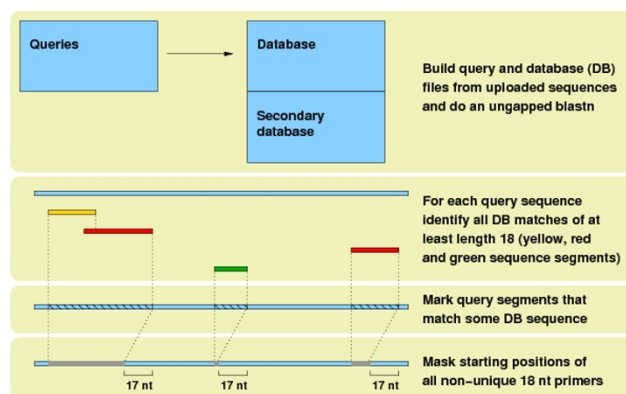 Queries
Database
Secondary
database
Build query and database (DB)
files from uploaded sequences
and do an ungapped blastn
For each query sequence
identify all DB matches of at
least length 18 (yellow, red
and green sequence segments)
Mark query segments that
match some DB sequence
Mask starting positions of
all non−unique 18 nt primers
17 nt 17 nt 17 nt